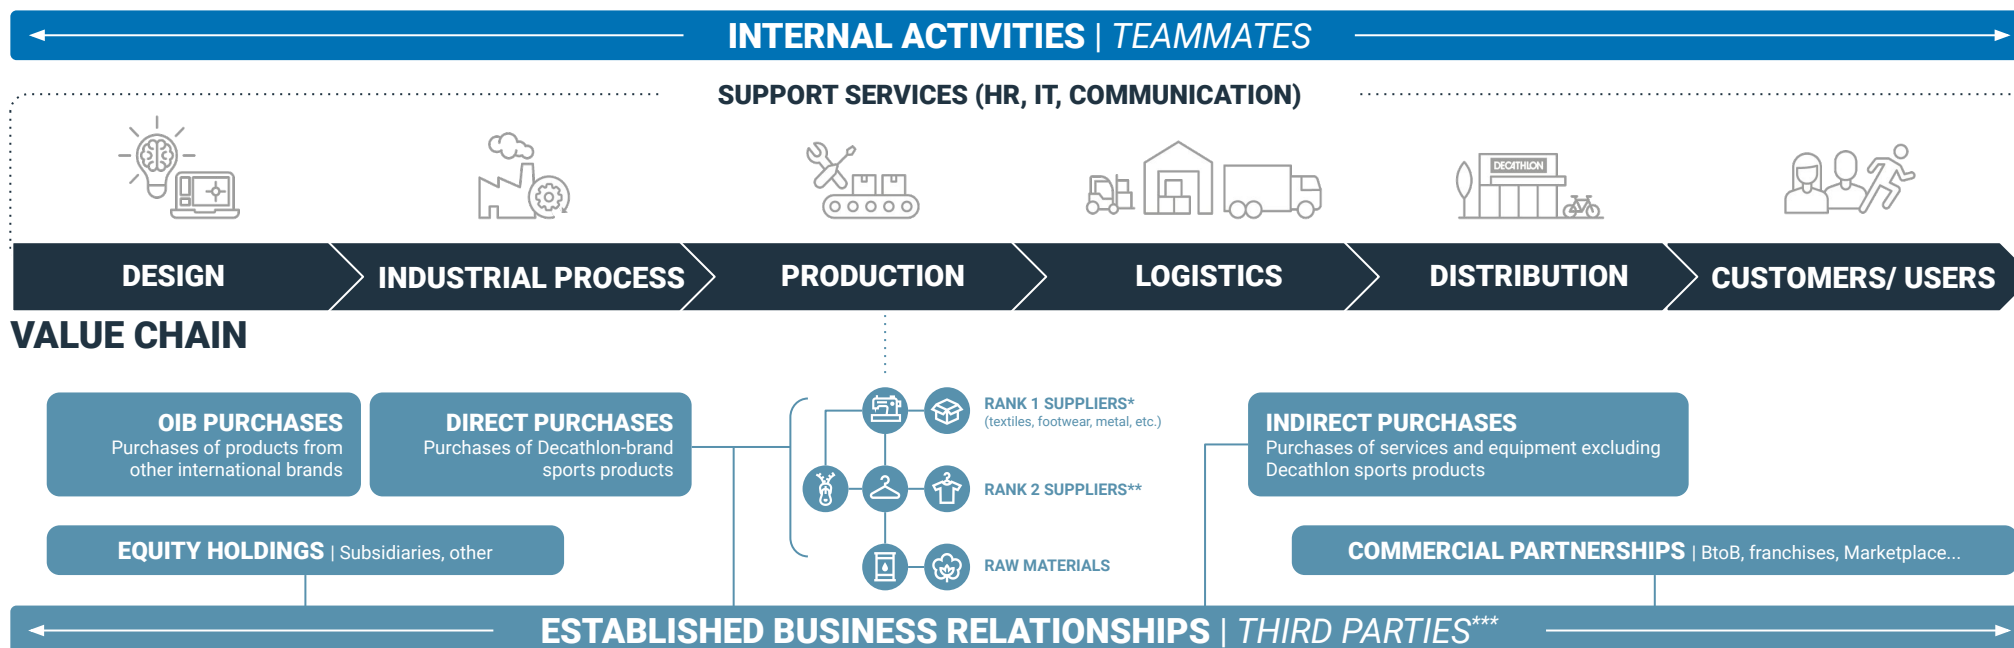 INTERNAL ACTIVITIES | TEAMMATES
SUPPORT SERVICES (HR, IT, COMMUNICATION)
DECATHLON
DESIGN
INDUSTRIAL PROCESS
PRODUCTION
LOGISTICS
DISTRIBUTION
CUSTOMERS/ USERS
VALUE CHAIN
OIB PURCHASES
Purchases of products from
other international brands
DIRECT PURCHASES
Purchases of Decathlon-brand
sports products
RANK 1 SUPPLIERS*
(textiles, footwear, metal, etc.)
RANK 2 SUPPLIERS**
RAW MATERIALS
INDIRECT PURCHASES
Purchases of services and equipment excluding
Decathlon sports products
EQUITY HOLDINGS | Subsidiaries, other
COMMERCIAL PARTNERSHIPS | BtoB, franchises, Marketplace...
ESTABLISHED BUSINESS RELATIONSHIPS | THIRD PARTIES***